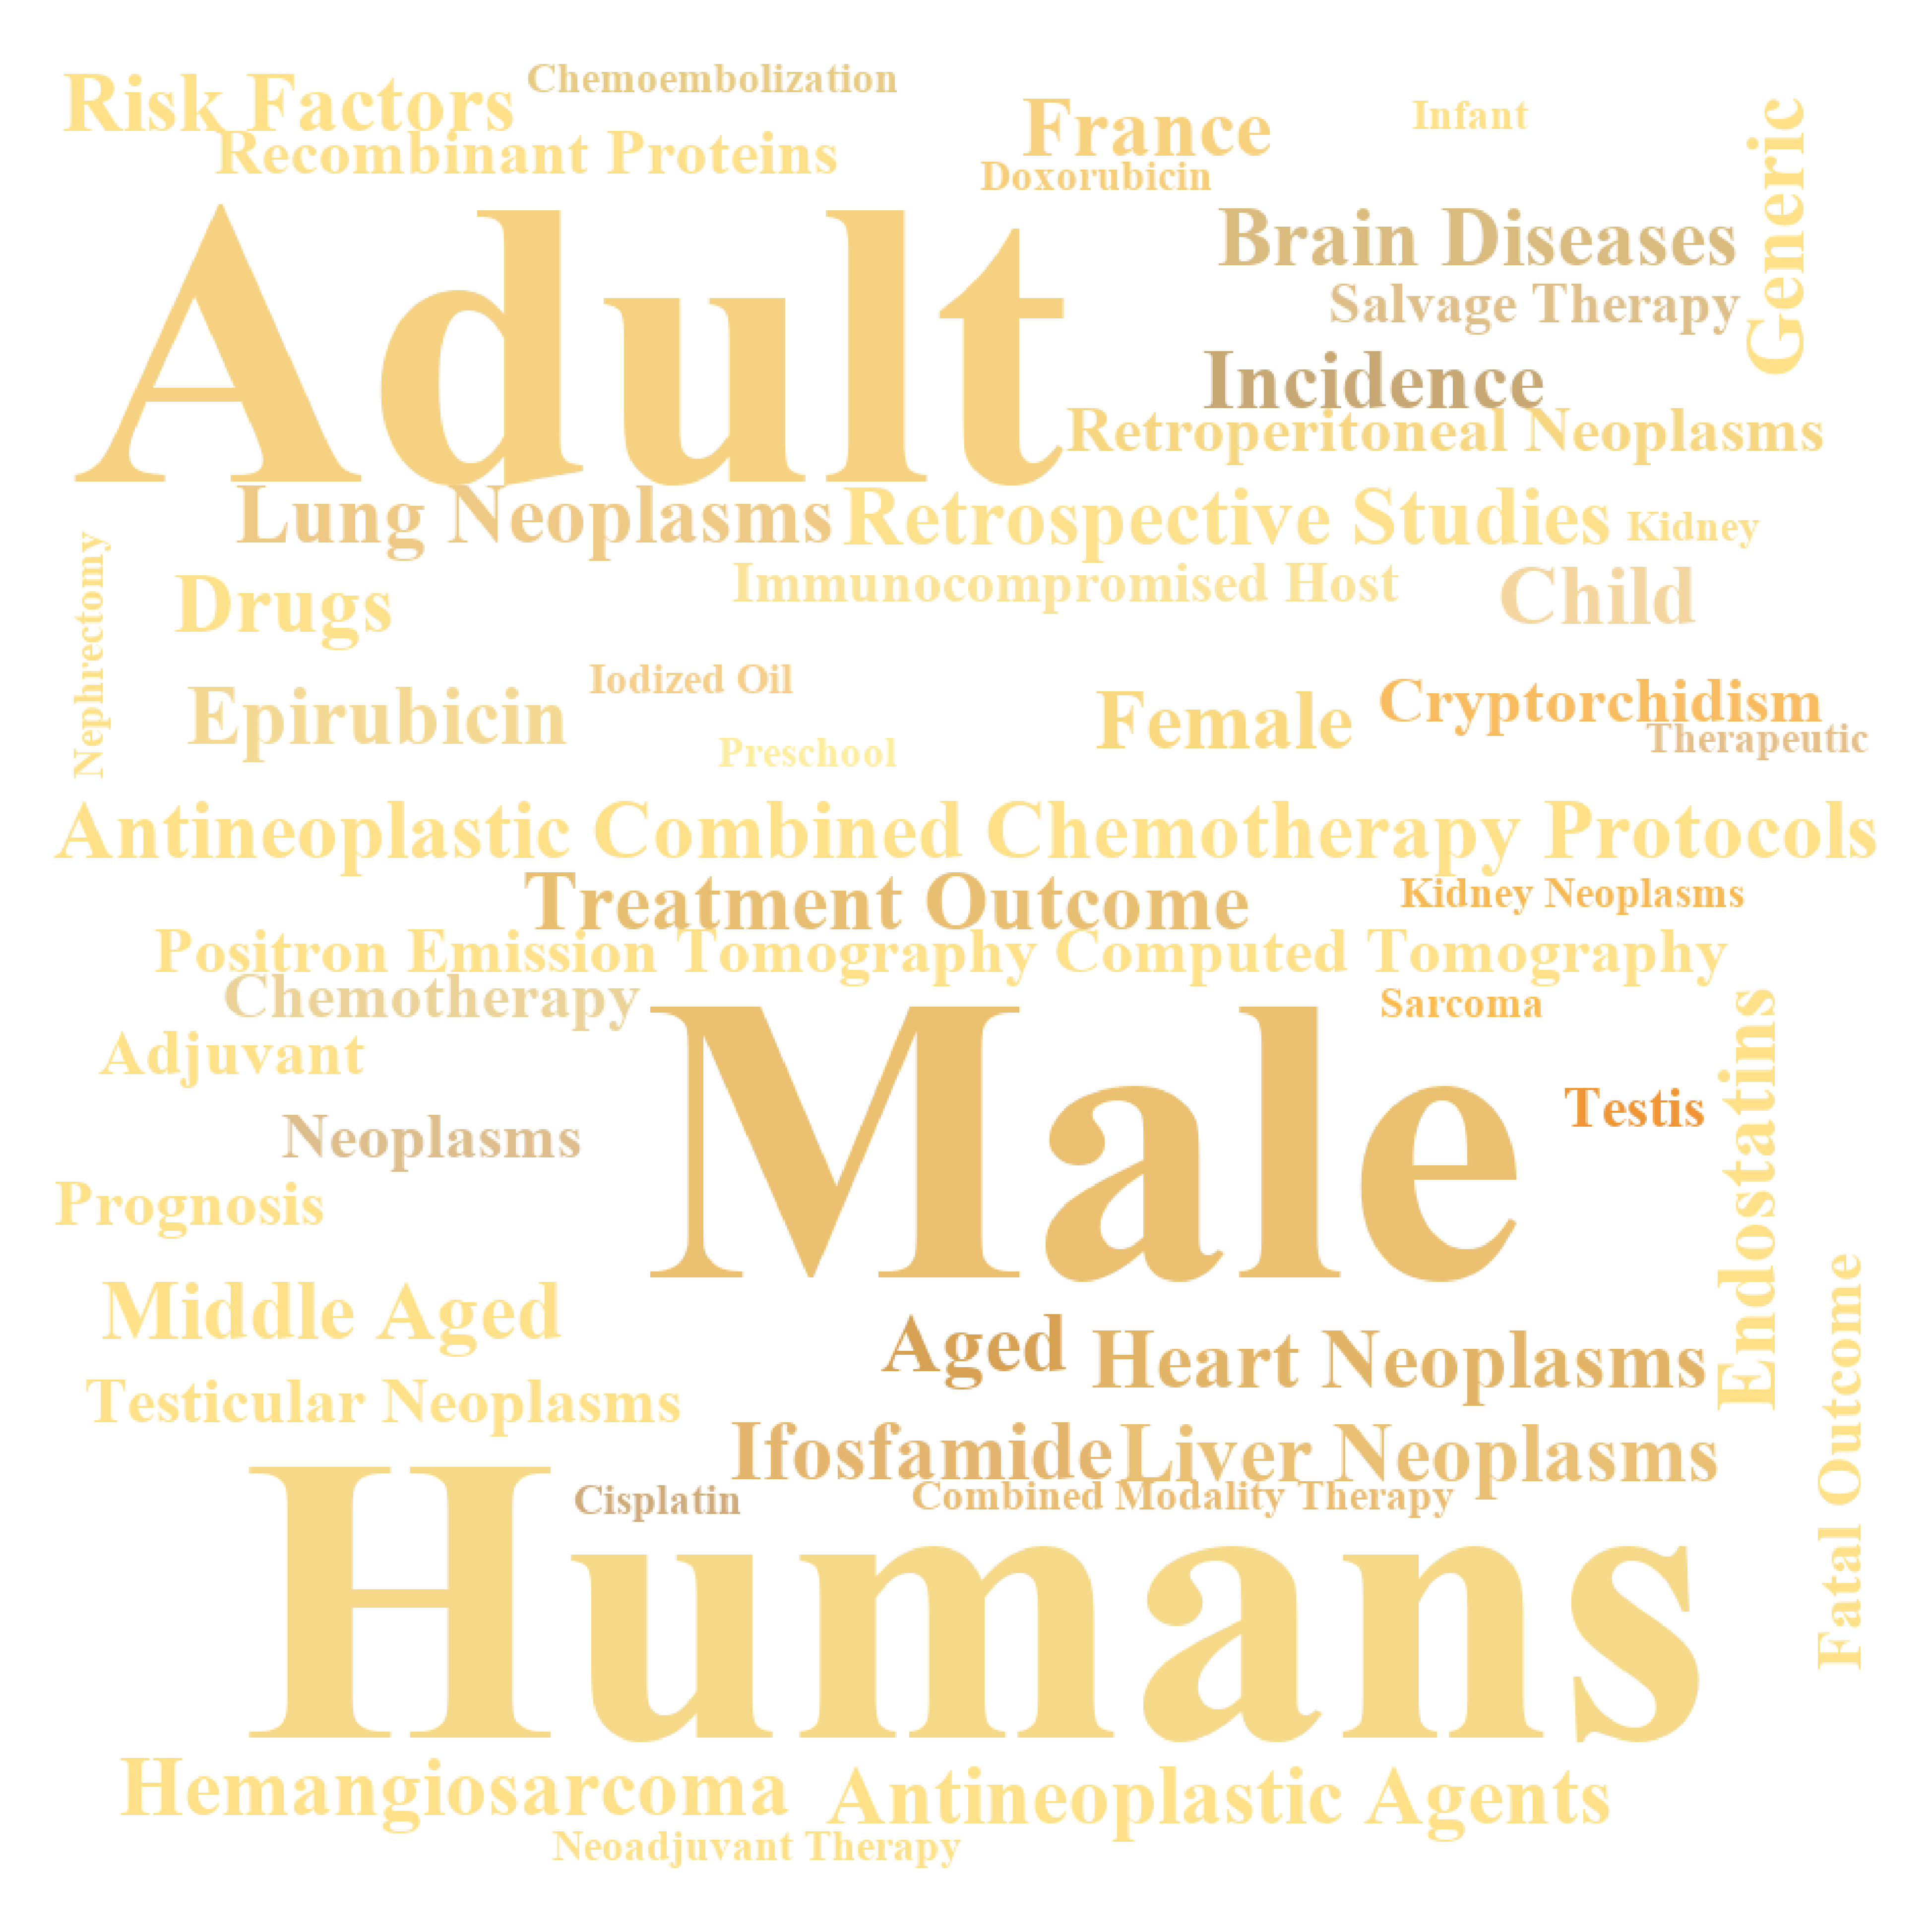 Risk Factors
Chemoembolization
Recombinant Proteins
France
Infant
Doxorubicin
Generic
Adult
Brain Diseases
Salvage Therapy
Incidence
Retroperitoneal Neoplasms
Lung Neoplasms
Retrospective Studies
Kidney
Nephrectomy
Drugs
Immunocompromised Host
Child
Epirubicin
Iodized Oil
Preschool
Female
Cryptorchidism
Therapeutic
Antineoplastic Combined Chemotherapy Protocols
Treatment Outcome
Kidney Neoplasms
Positron Emission Tomography Computed Tomography
Chemotherapy
Sarcoma
Adjuvant
Male
Testis
Endostatins
Neoplasms
Prognosis
Middle Aged
Aged
Heart Neoplasms
Testicular Neoplasms
Ifosfamide
Liver Neoplasms
Fatal Outcome
Cisplatin
Combined Modality Therapy
Humans
Hemangiosarcoma
Antineoplastic Agents
Neoadjuvant Therapy